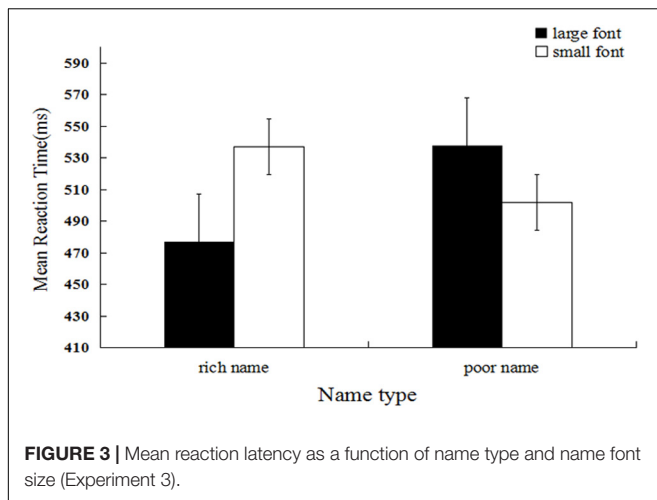 large font
small font
590
570
550
530
510
490
470
450
430
410
Mean Reaction Time(ms)
rich name
poor name
Name type
FIGURE 3 | Mean reaction latency as a function of name type and name font
size (Experiment 3).